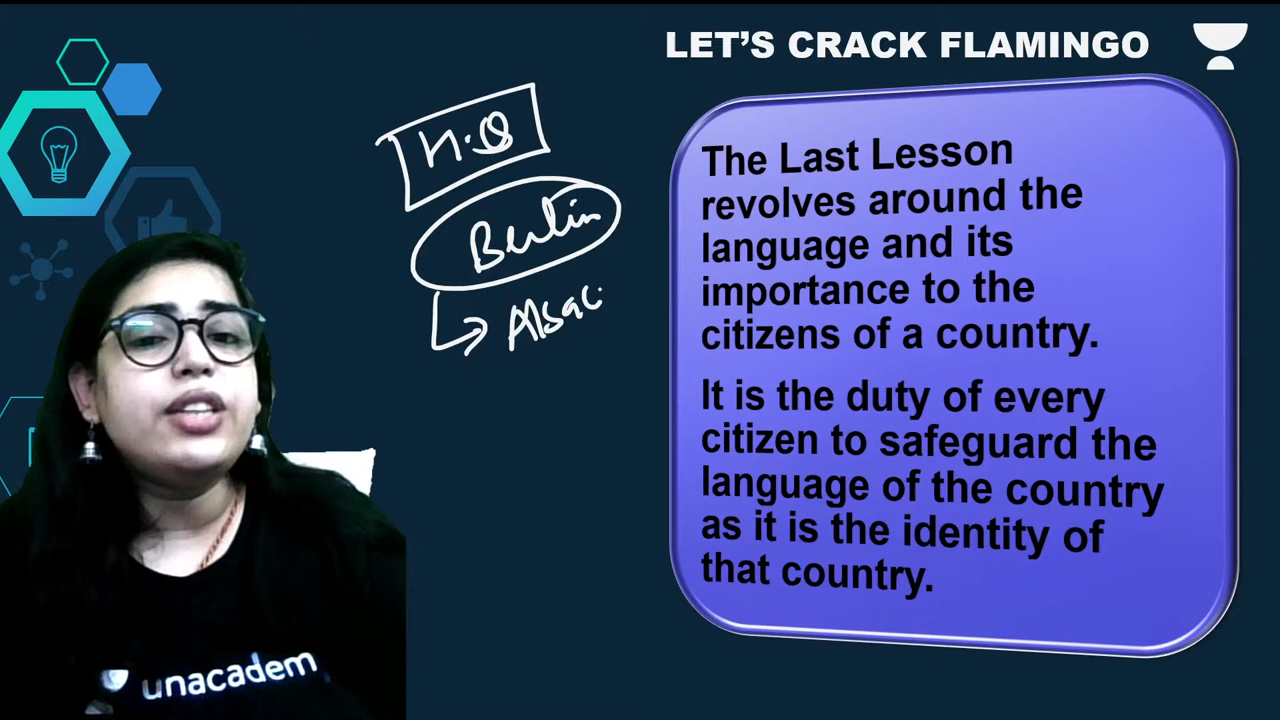 LET'S CRACK FLAMINGO
H.Q
Berlin
Alsac
The Last Lesson
revolves around the
language and its
importance to the
citizens of a country.
It is the duty of every
citizen to safeguard the
language of the country
as it is the identity of
that country.
unacadem